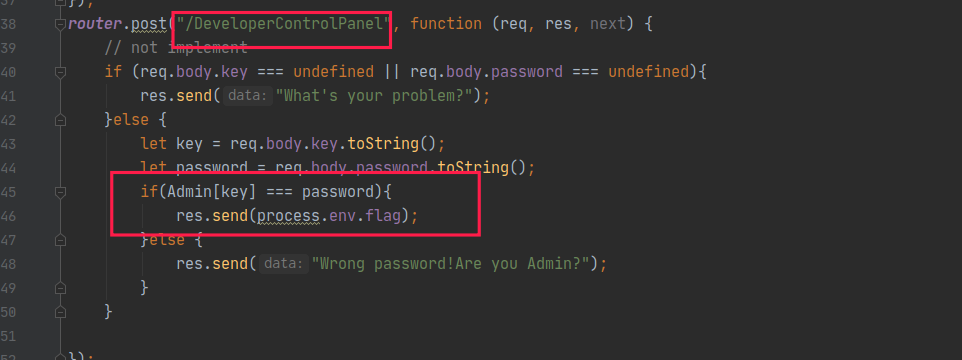 37 });
38 router.post("/DeveloperControlPanel", function (req, res, next) {
39 // not implement
40 if (req.body.key === undefined || req.body.password === undefined){
41 res.send( data: "What's your problem?");
42 }else {
43 let key = req.body.key.toString();
44 let password = req.body.password.toString();
45 if(Admin[key] === password){
46 res.send(process.env.flag);
47 }else {
48 res.send( data: "Wrong password!Are you Admin?");
49 }
50 }
51
52 });